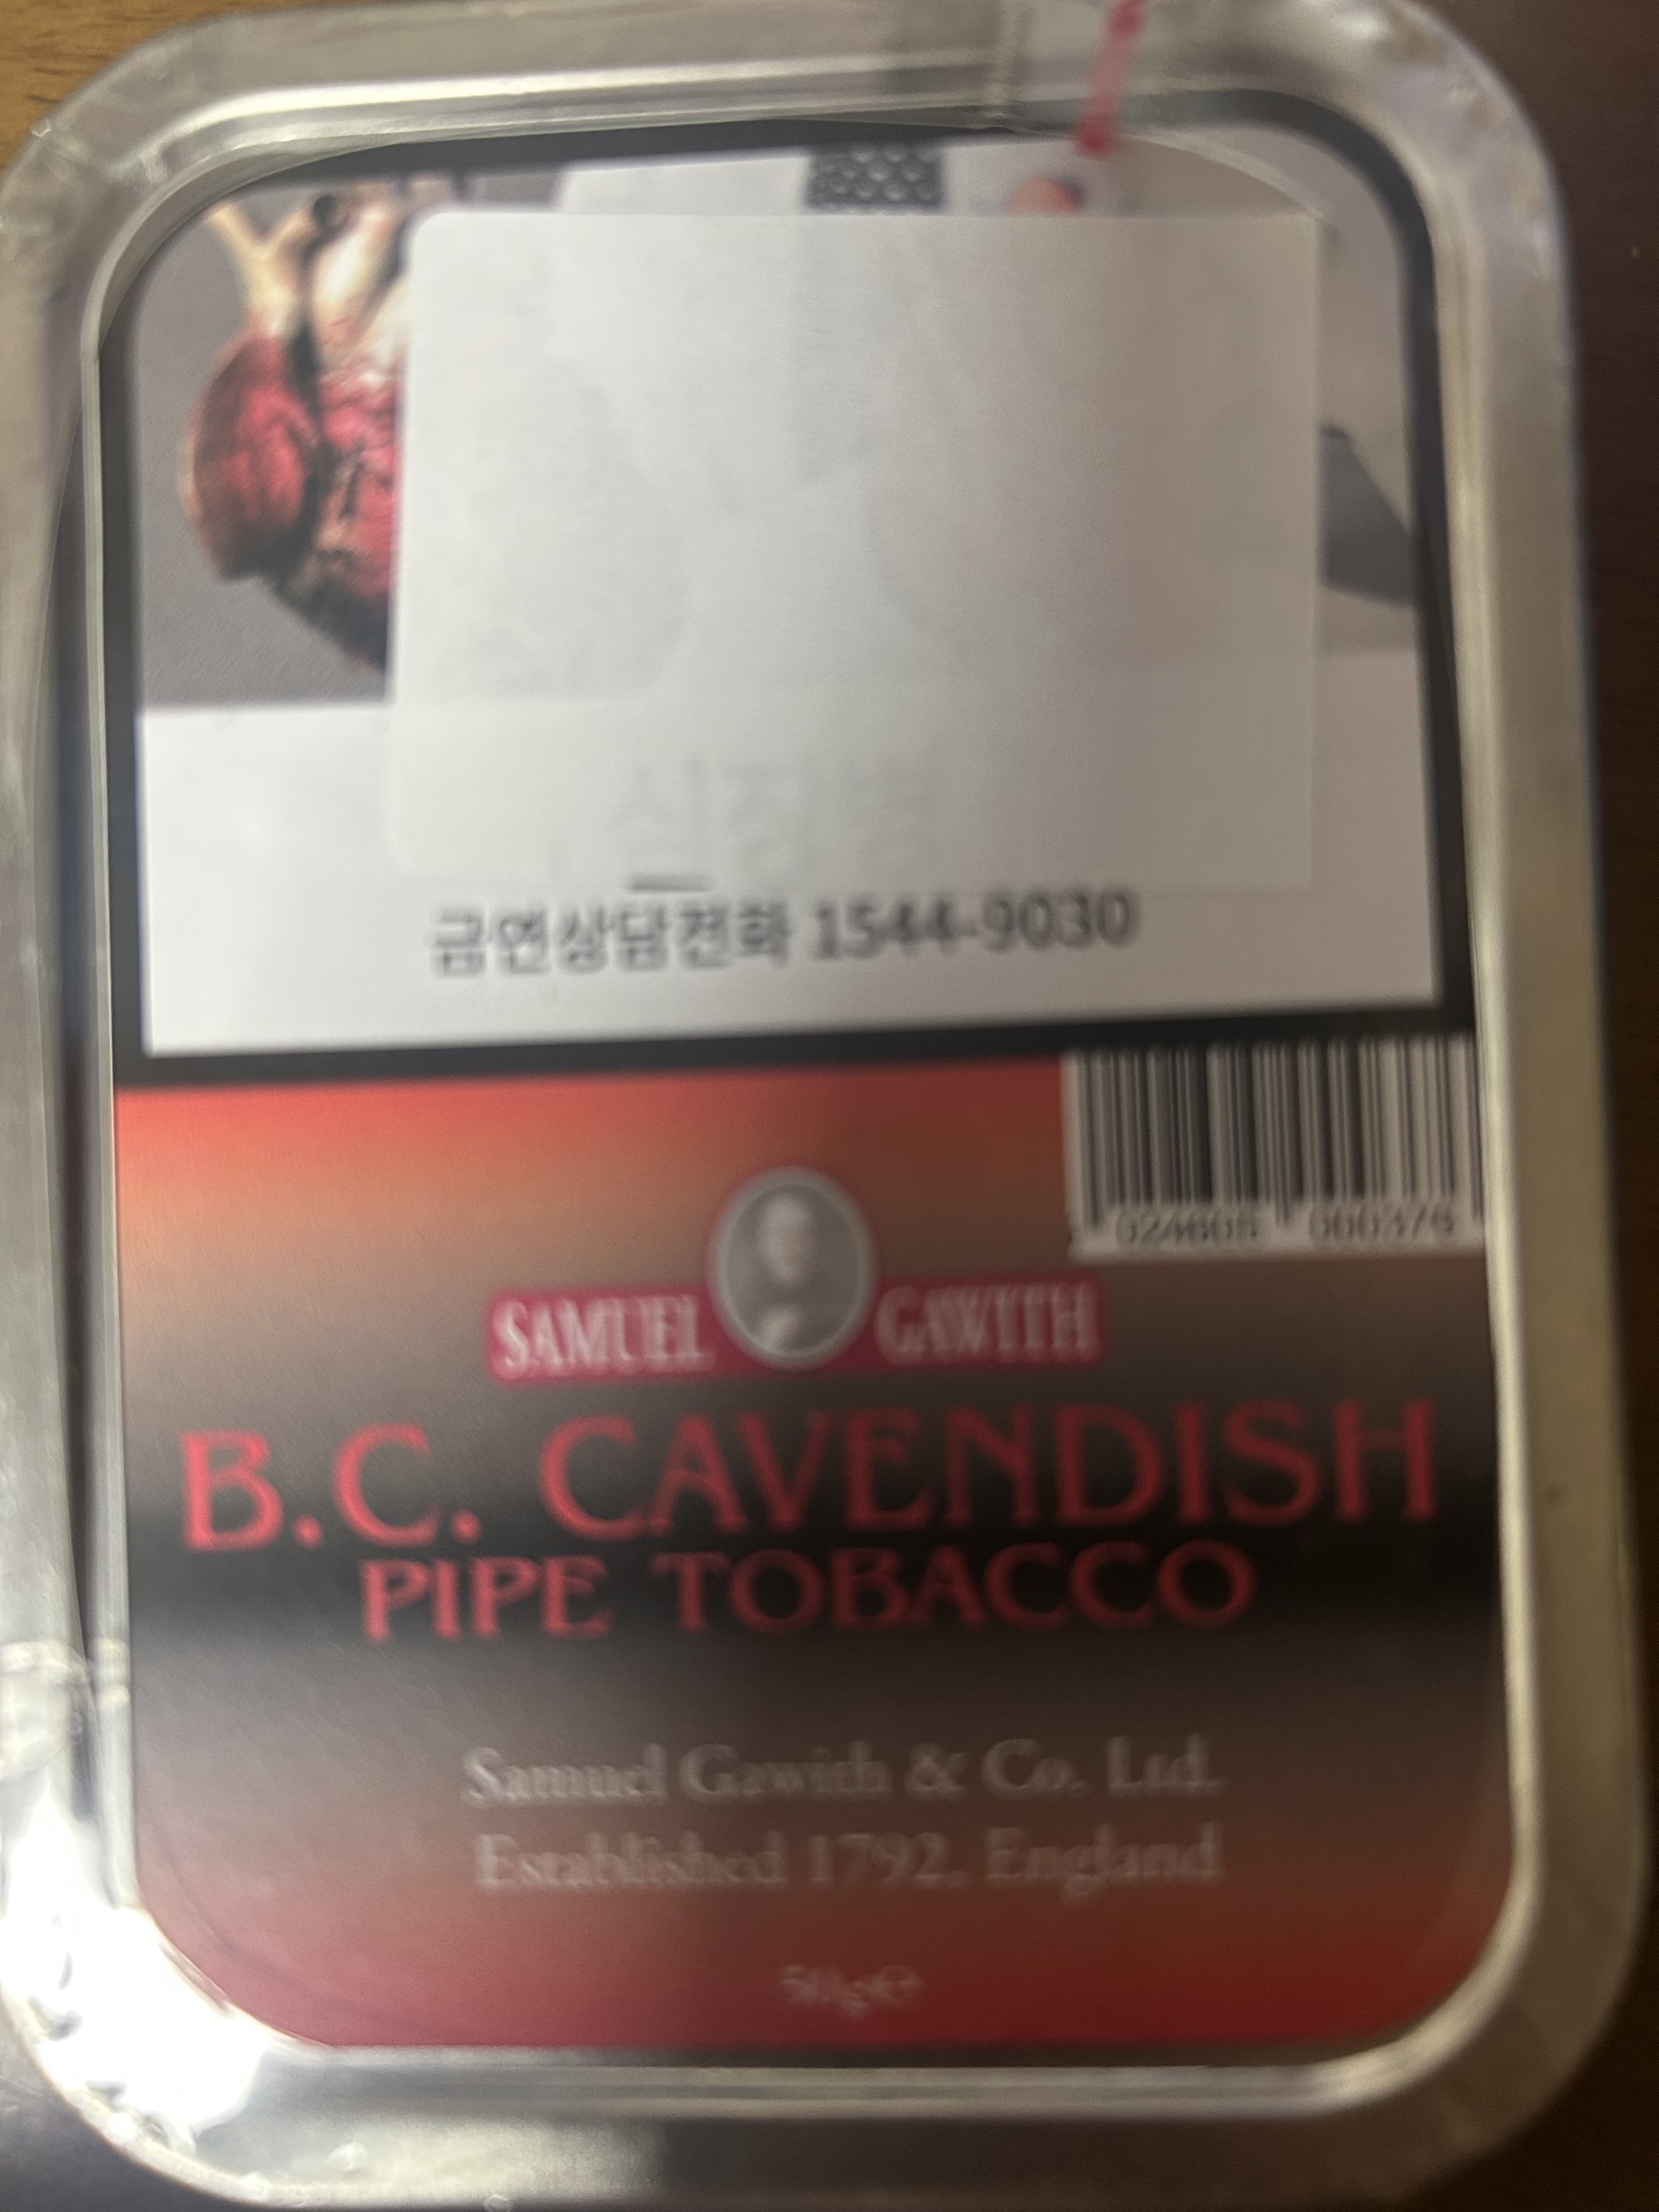 금연상담전화 1544-9030
SAMUEL GAWITH
B.C. CAVENDISH
PIPE TOBACCO
Samuel Gawith & Co. Ltd.
Established 1792, England
50g℮